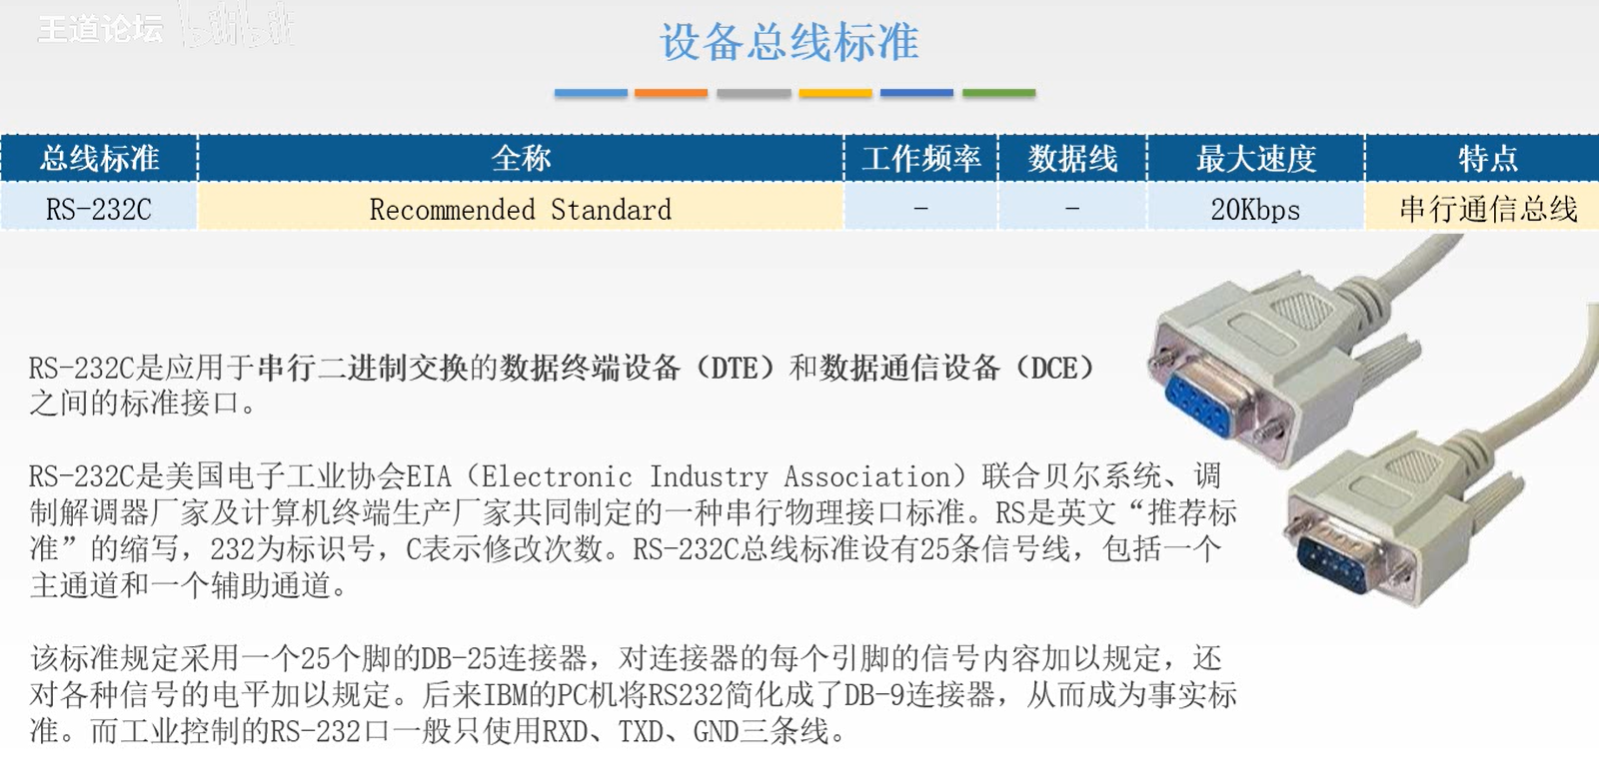 王道论坛 bilibili
设备总线标准
总线标准 全称 工作频率 数据线 最大速度 特点
RS-232C Recommended Standard - - 20Kbps 串行通信总线
RS-232C是应用于串行二进制交换的数据终端设备（DTE）和数据通信设备（DCE）
之间的标准接口。
RS-232C是美国电子工业协会EIA（Electronic Industry Association）联合贝尔系统、调
制解调器厂家及计算机终端生产厂家共同制定的一种串行物理接口标准。RS是英文“推荐标
准”的缩写，232为标识号，C表示修改次数。RS-232C总线标准设有25条信号线，包括一个
主通道和一个辅助通道。
该标准规定采用一个25个脚的DB-25连接器，对连接器的每个引脚的信号内容加以规定，还
对各种信号的电平加以规定。后来IBM的PC机将RS232简化成了DB-9连接器，从而成为事实标
准。而工业控制的RS-232口一般只使用RXD、TXD、GND三条线。